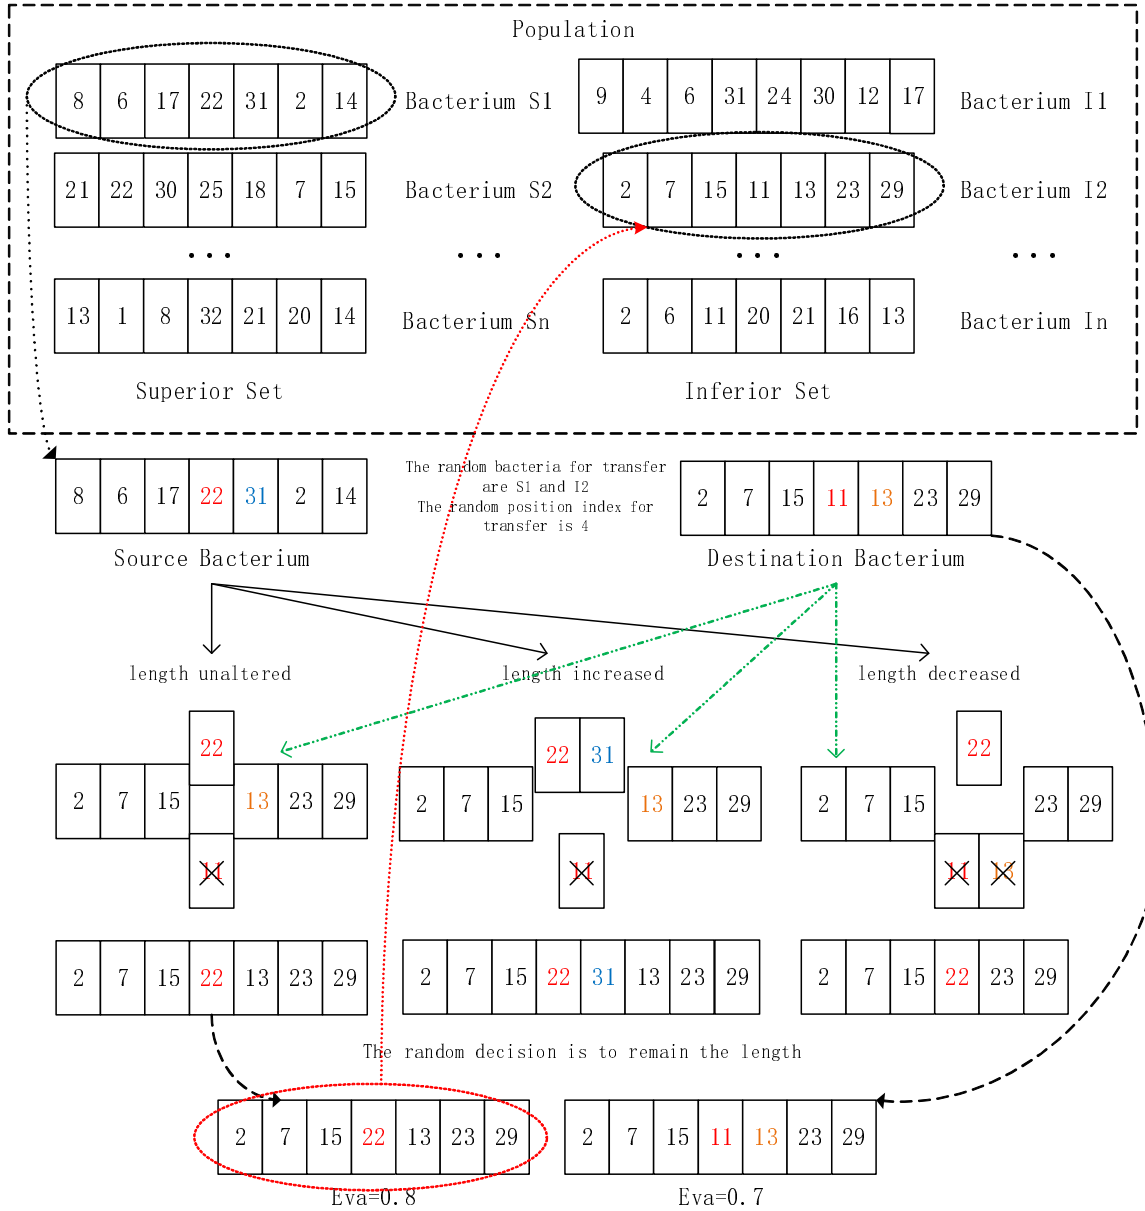 Population
8 6 17 22 31 2 14 Bacterium S1 9 4 6 31 24 30 12 17 Bacterium I1
21 22 30 25 18 7 15 Bacterium S2 2 7 15 11 13 23 29 Bacterium I2
... ... ... ...
13 1 8 32 21 20 14 Bacterium Sn 2 6 11 20 21 16 13 Bacterium In
Superior Set Inferior Set
8 6 17 22 31 2 14
The random bacteria for transfer
are S1 and I2
The random position index for
transfer is 4
2 7 15 11 13 23 29
Source Bacterium Destination Bacterium
length unaltered length increased length decreased
22 22 31 22
2 7 15 13 23 29 2 7 15 13 23 29 2 7 15 23 29
11 11 11 13
2 7 15 22 13 23 29 2 7 15 22 31 13 23 29 2 7 15 22 23 29
The random decision is to remain the length
2 7 15 22 13 23 29 2 7 15 11 13 23 29
Eva=0.8 Eva=0.7